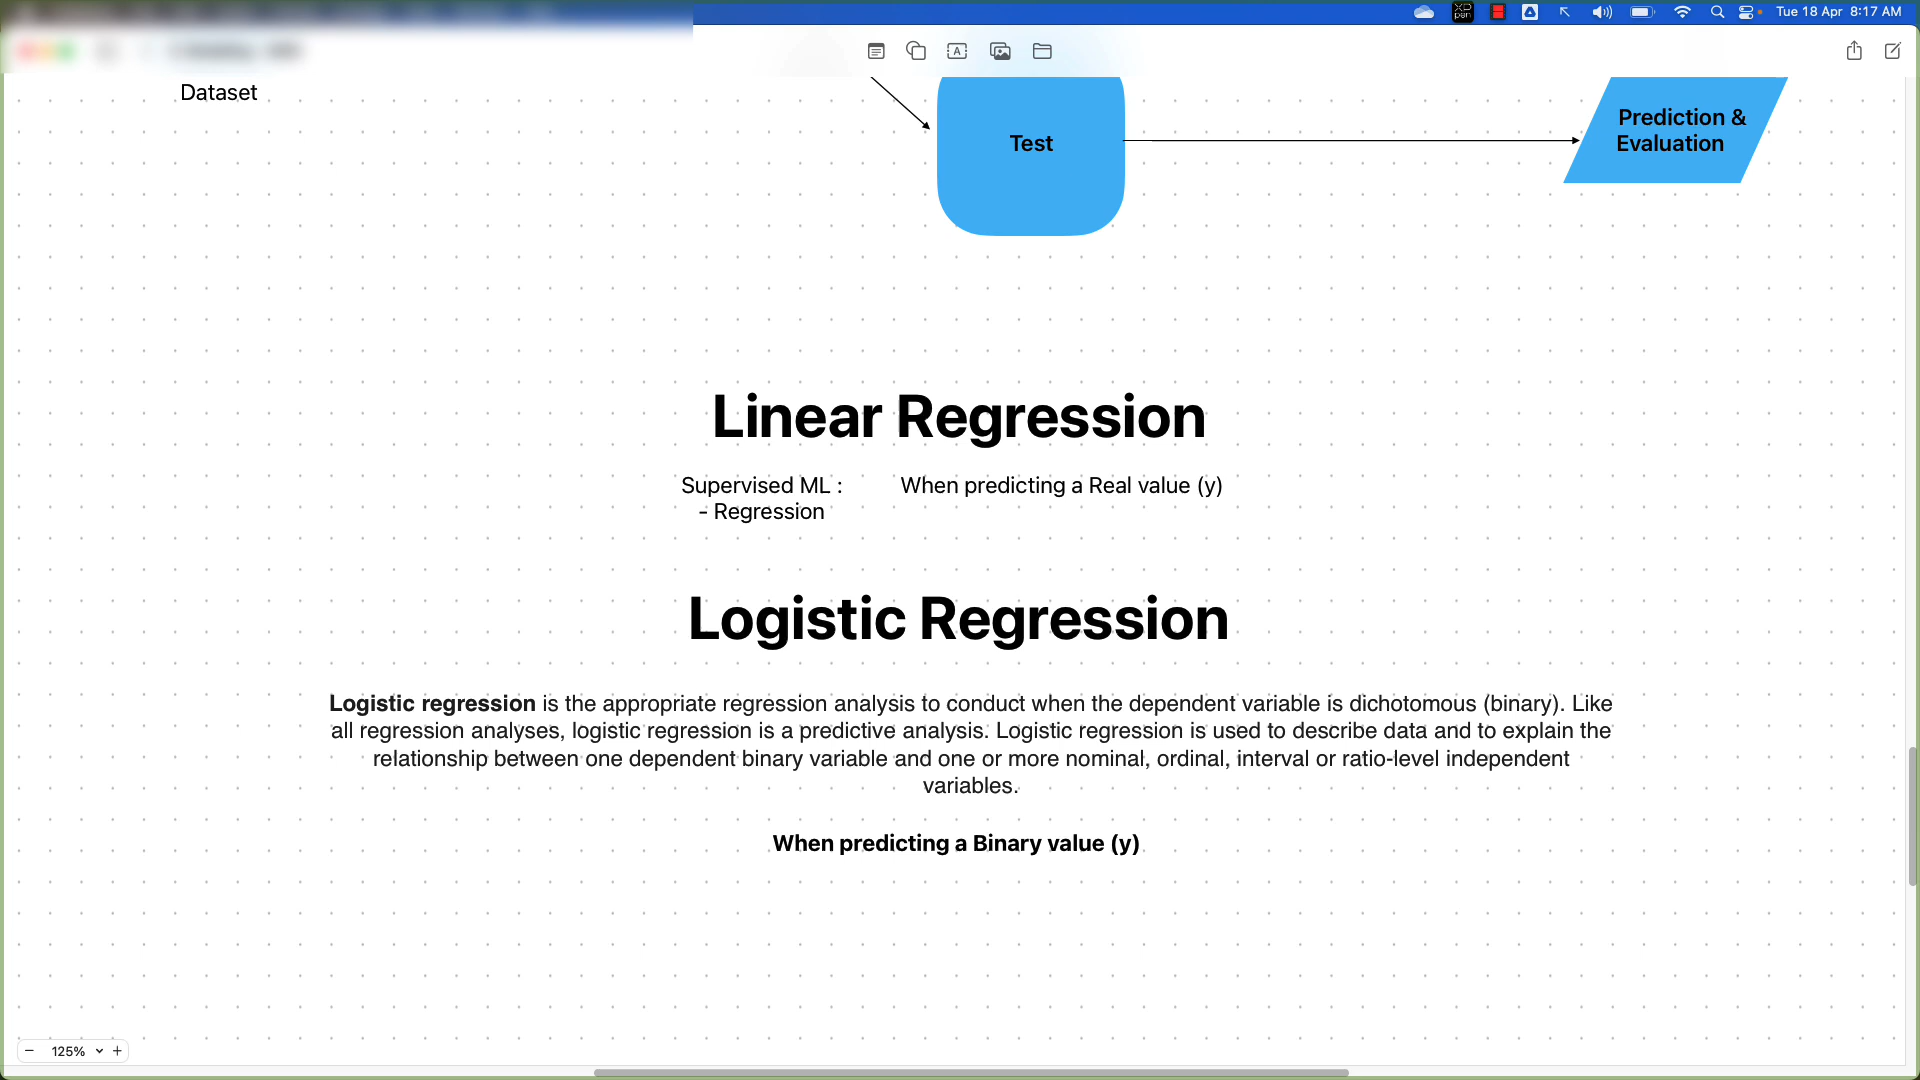 Tue 18 Apr 8:17 AM
Dataset
Test
Prediction &
Evaluation
Linear Regression
Supervised ML :
- Regression
When predicting a Real value (y)
Logistic Regression
Logistic regression is the appropriate regression analysis to conduct when the dependent variable is dichotomous (binary). Like
all regression analyses, logistic regression is a predictive analysis. Logistic regression is used to describe data and to explain the
relationship between one dependent binary variable and one or more nominal, ordinal, interval or ratio-level independent
variables.
When predicting a Binary value (y)
125%